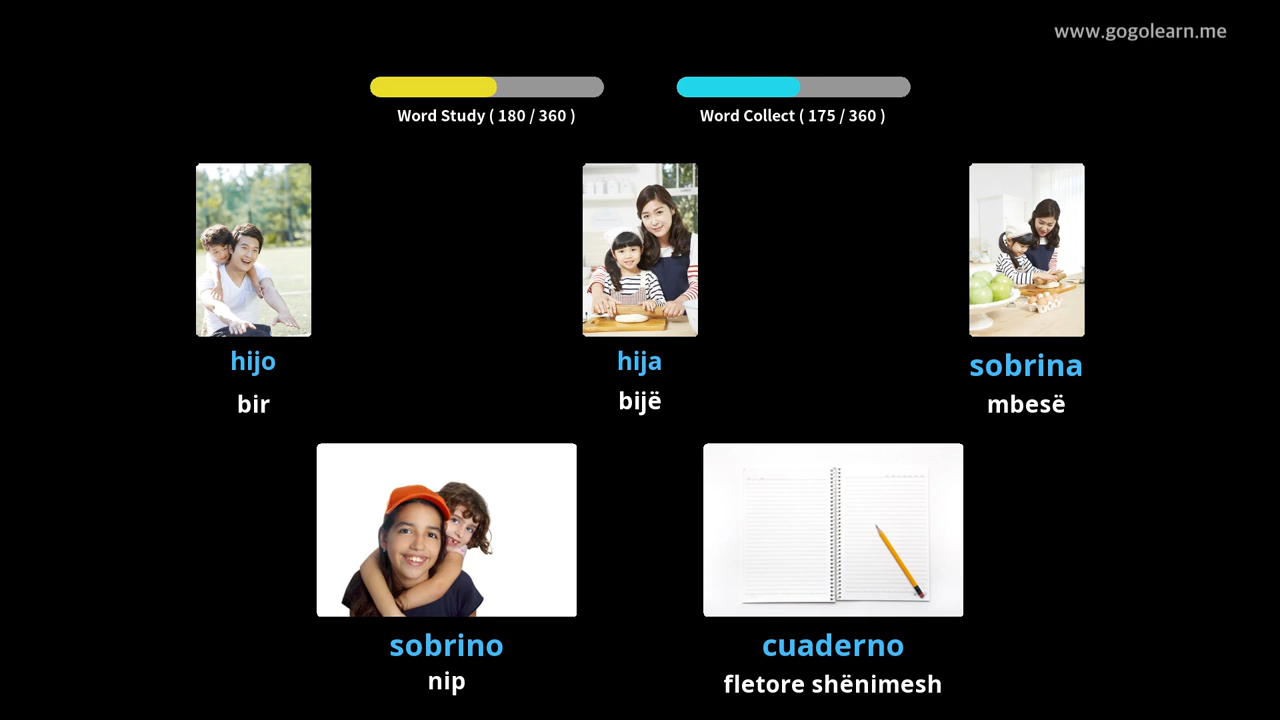 www.gogolearn.me
Word Study ( 180 / 360 )
Word Collect ( 175 / 360 )
hijo
bir
hija
bijë
sobrina
mbesë
sobrino
nip
cuaderno
fletore shënimesh